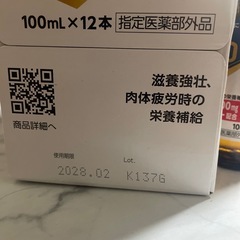 100mL×12本 指定医薬部外品
滋養強壮、
肉体疲労時の
栄養補給
商品詳細へ
使用期限
2028.02
Lot.
K137G